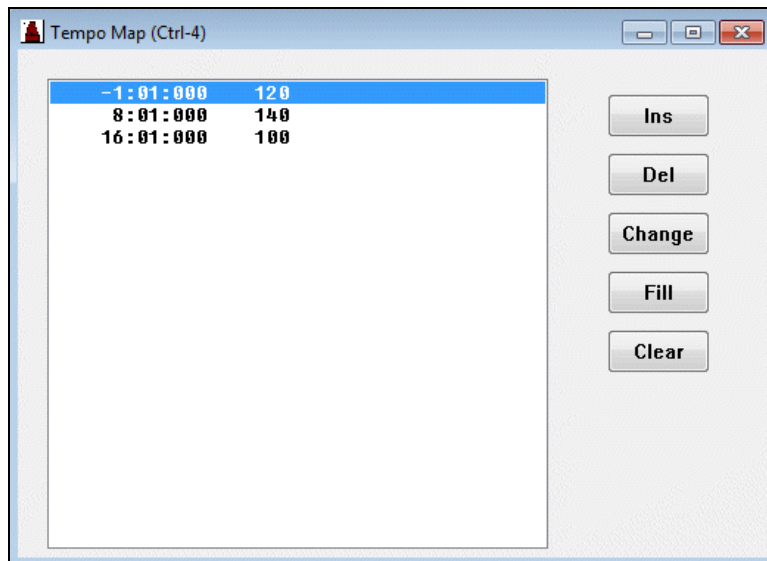 Tempo Map (Ctrl-4)
-1:01:000 120
8:01:000 140
16:01:000 100
Ins
Del
Change
Fill
Clear